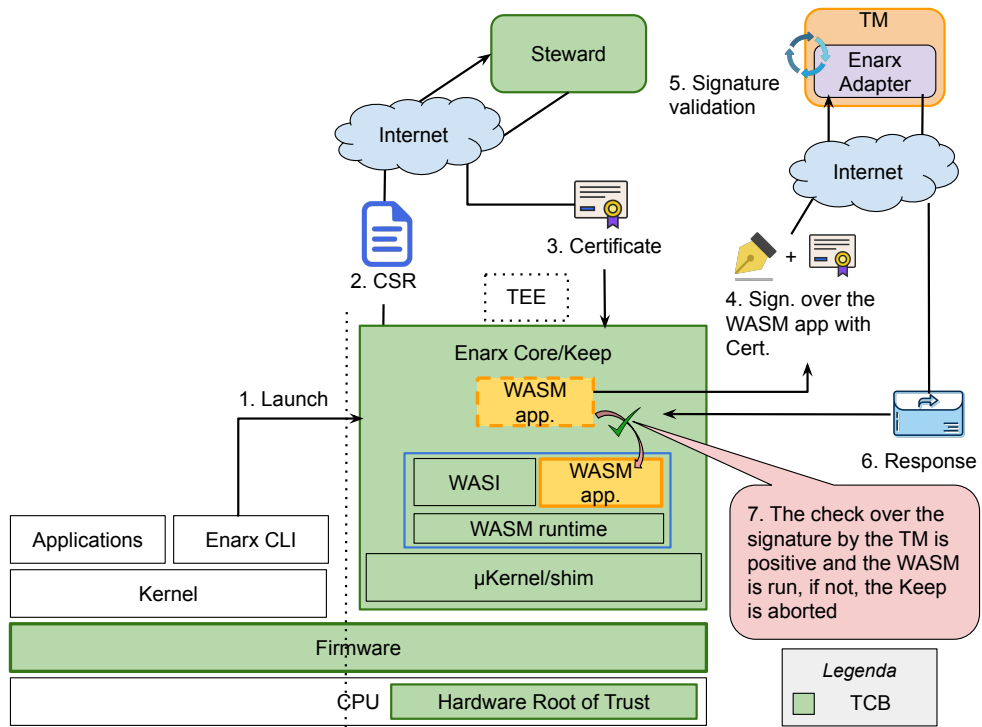 TM
Steward
Enarx
Adapter
5. Signature
validation
Internet
Internet
3. Certificate
2. CSR
+
TEE
4. Sign. over the
WASM app with
Cert.
Enarx Core/Keep
1. Launch
WASM
app.
6. Response
WASI
WASM
app.
WASM runtime
7. The check over the
signature by the TM is
positive and the WASM
is run, if not, the Keep
is aborted
Applications
Enarx CLI
µKernel/shim
Kernel
Firmware
Legenda
TCB
CPU
Hardware Root of Trust